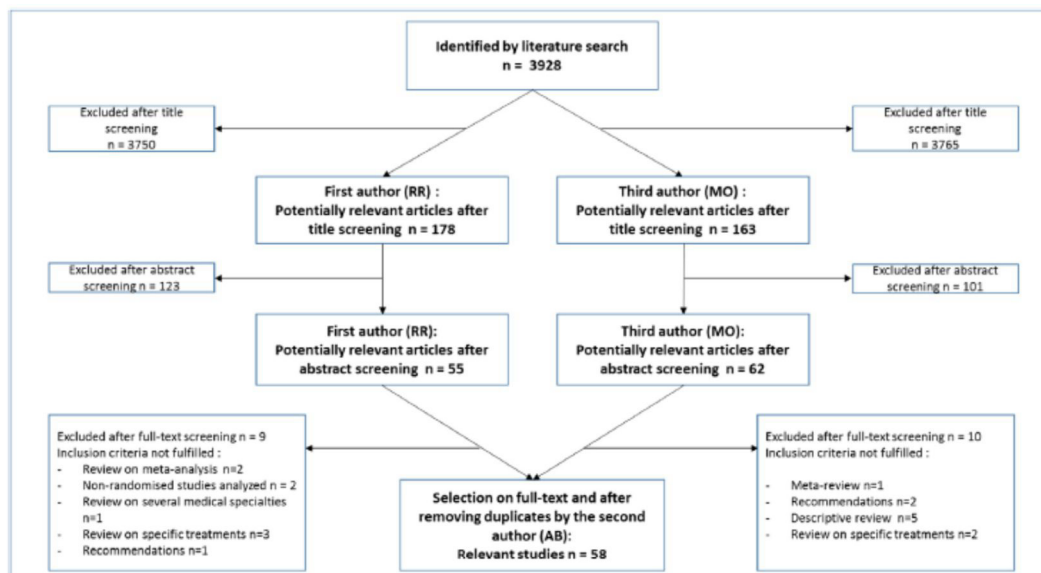 Identified by literature search
n = 3928
Excluded after title
screening
n = 3750
Excluded after title
screening
n = 3765
First author (RR) :
Potentially relevant articles after
title screening n = 178
Third author (MO) :
Potentially relevant articles after
title screening n = 163
Excluded after abstract
screening n = 123
Excluded after abstract
screening n = 101
First author (RR):
Potentially relevant articles after
abstract screening n = 55
Third author (MO):
Potentially relevant articles after
abstract screening n = 62
Excluded after full-text screening n = 9
Inclusion criteria not fulfilled :
- Review on meta-analysis n=2
- Non-randomised studies analyzed n = 2
- Review on several medical specialties
n=1
- Review on specific treatments n=3
- Recommendations n=1
Selection on full-text and after
removing duplicates by the second
author (AB):
Relevant studies = 58
Excluded after full-text screening n = 10
Inclusion criteria not fulfilled :
- Meta-review n=1
- Recommendations n=2
- Descriptive review n=5
- Review on specific treatments n=2